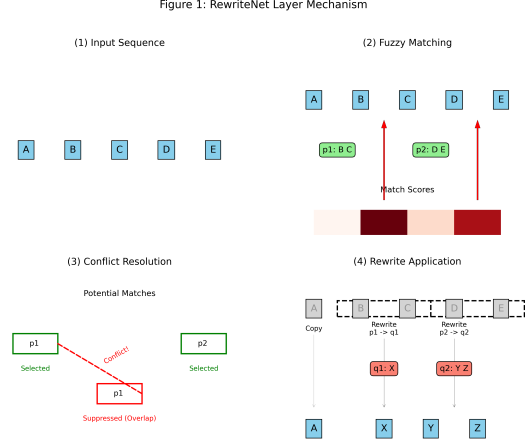 Figure 1: RewriteNet Layer Mechanism
(1) Input Sequence
A B C D E
(2) Fuzzy Matching
A B C D E
p1: B C p2: D E
Match Scores
(3) Conflict Resolution
Potential Matches
p1 p2
Conflict!
Selected Selected
p1
Suppressed (Overlap)
(4) Rewrite Application
A B C D E
Copy Rewrite Rewrite
p1 -> q1 p2 -> q2
q1: X q2: Y Z
A X Y Z